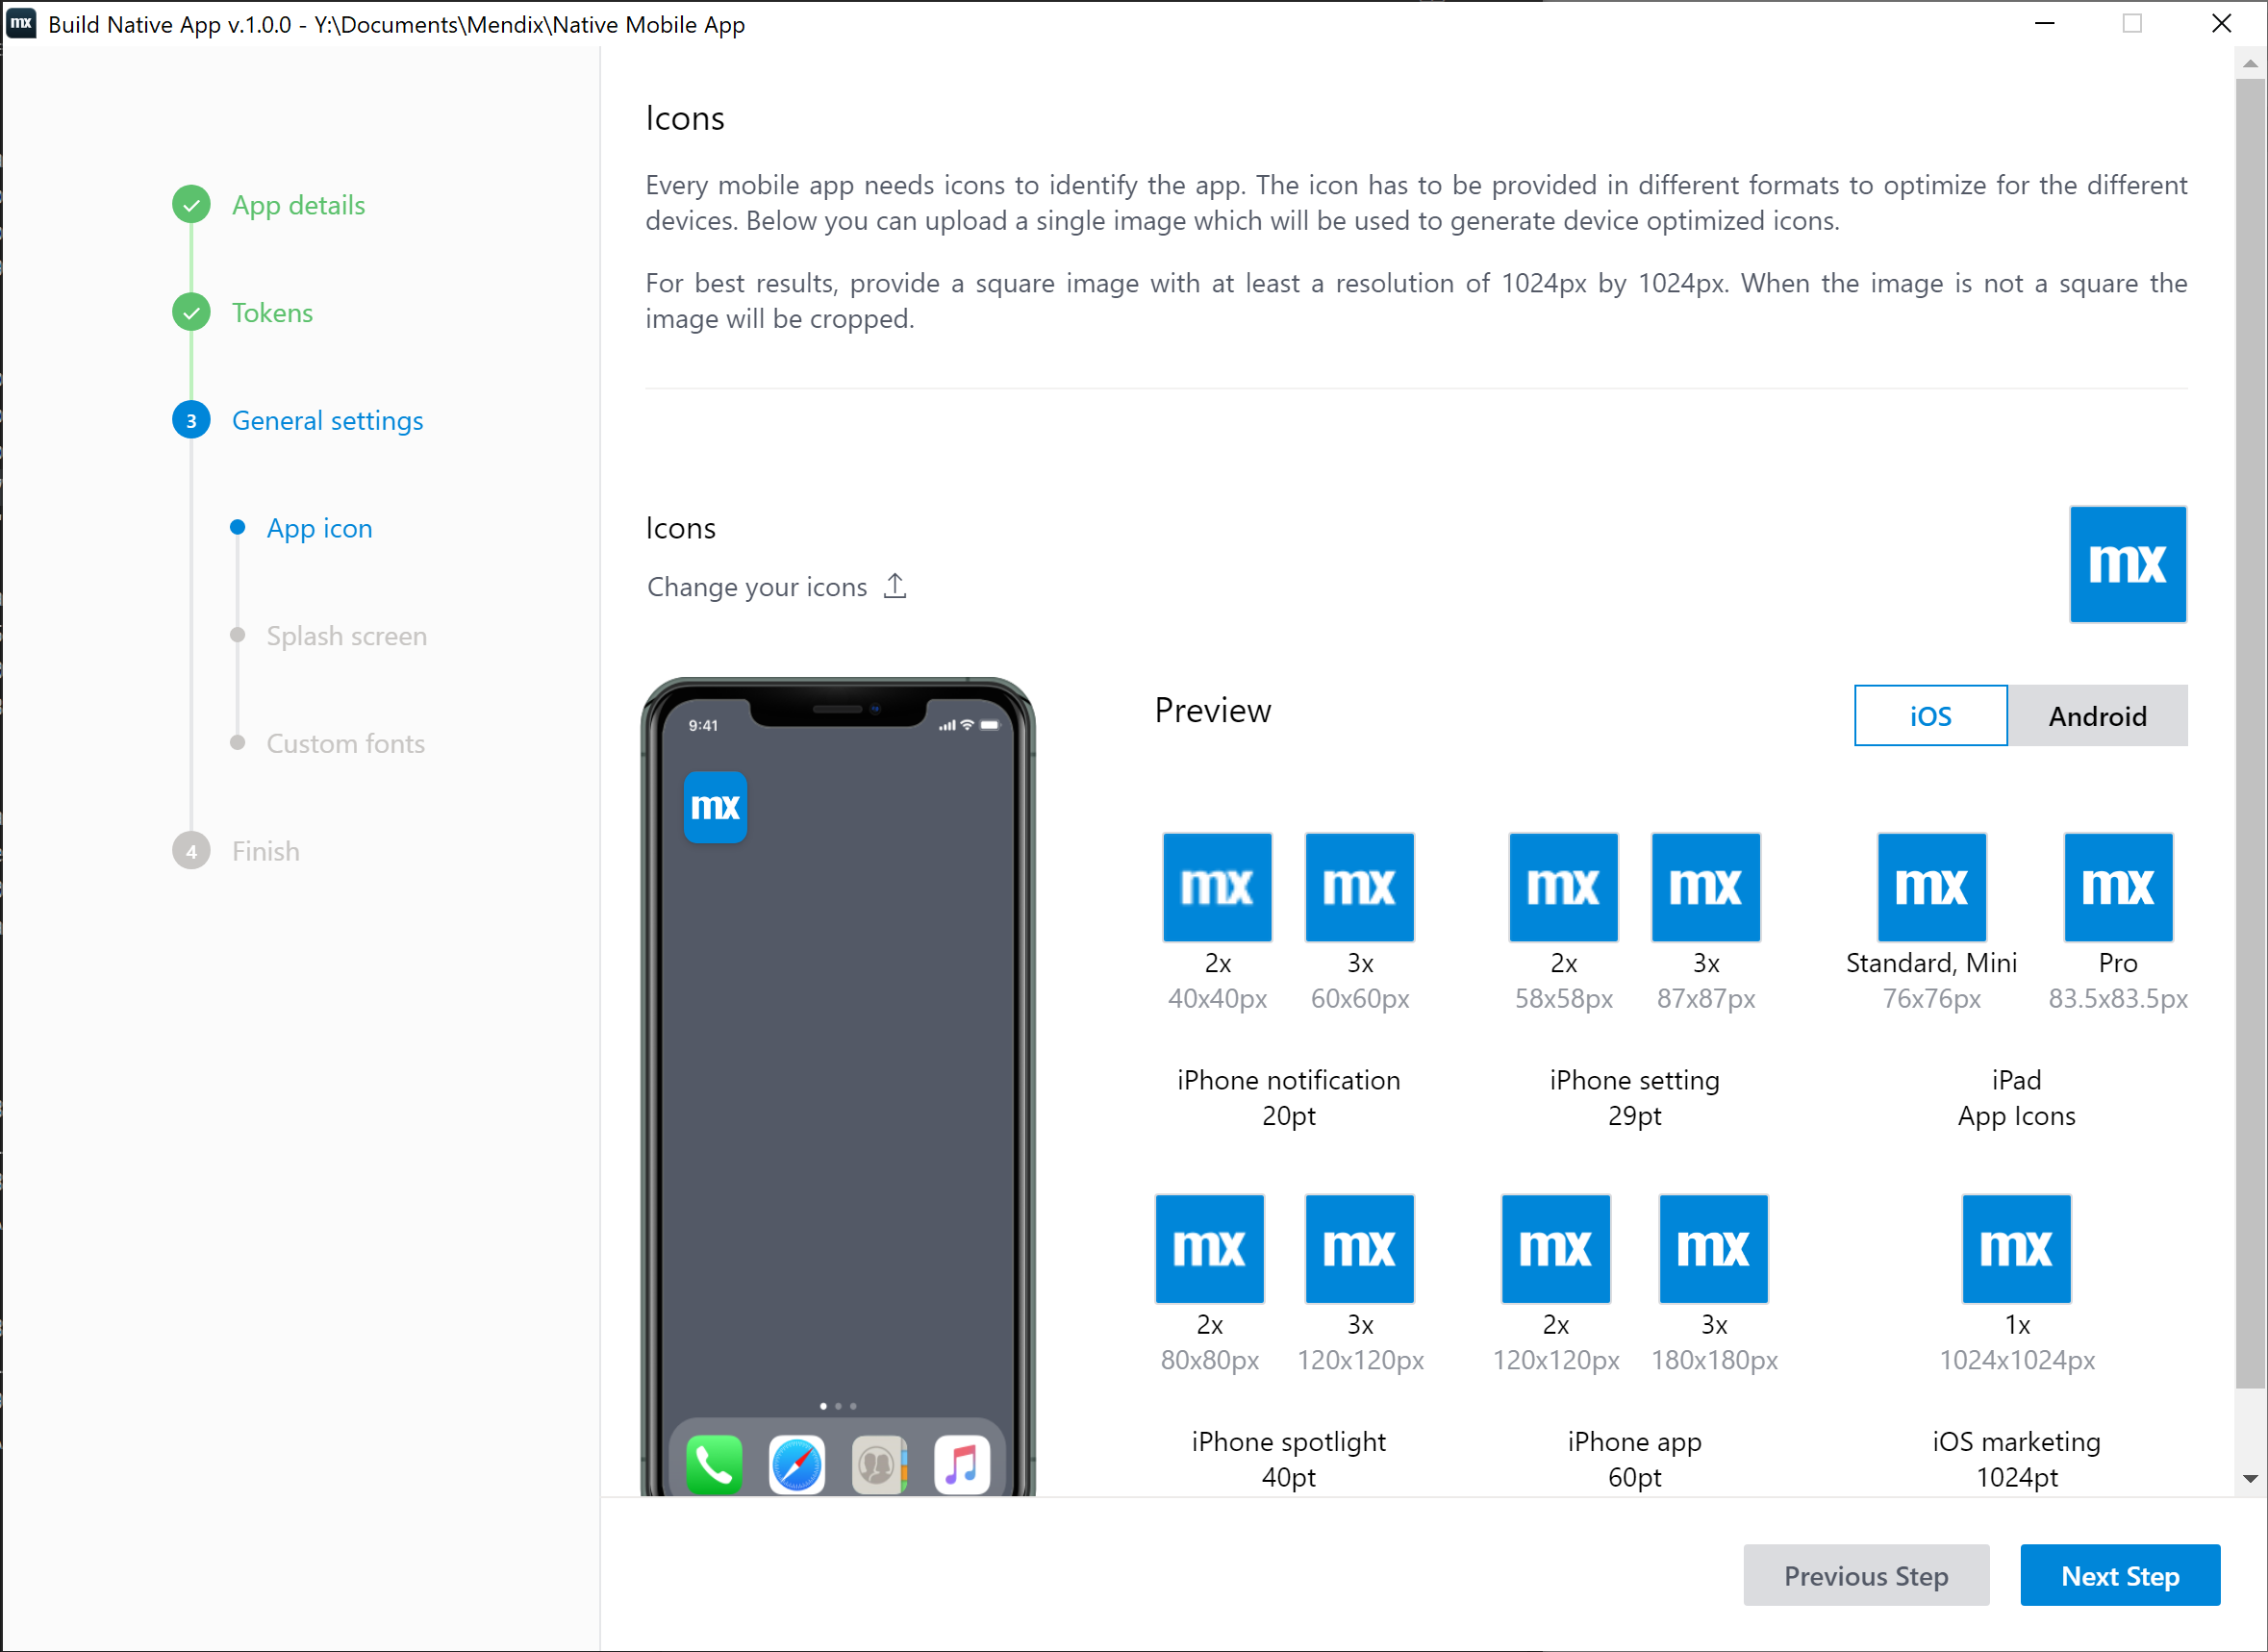 mx Build Native App v.1.0.0 - Y:\Documents\Mendix\Native Mobile App
App details
Tokens
3 General settings
App icon
Splash screen
Custom fonts
4 Finish
Icons
Every mobile app needs icons to identify the app. The icon has to be provided in different formats to optimize for the different
devices. Below you can upload a single image which will be used to generate device optimized icons.
For best results, provide a square image with at least a resolution of 1024px by 1024px. When the image is not a square the
image will be cropped.
Icons
Change your icons
mx
9:41
mx
Preview
iOS Android
mx mx mx mx mx mx
2x 3x 2x 3x Standard, Mini Pro
40x40px 60x60px 58x58px 87x87px 76x76px 83.5x83.5px
iPhone notification iPhone setting iPad
20pt 29pt App Icons
mx mx mx mx mx
2x 3x 2x 3x 1x
80x80px 120x120px 120x120px 180x180px 1024x1024px
iPhone spotlight iPhone app iOS marketing
40pt 60pt 1024pt
Previous Step Next Step